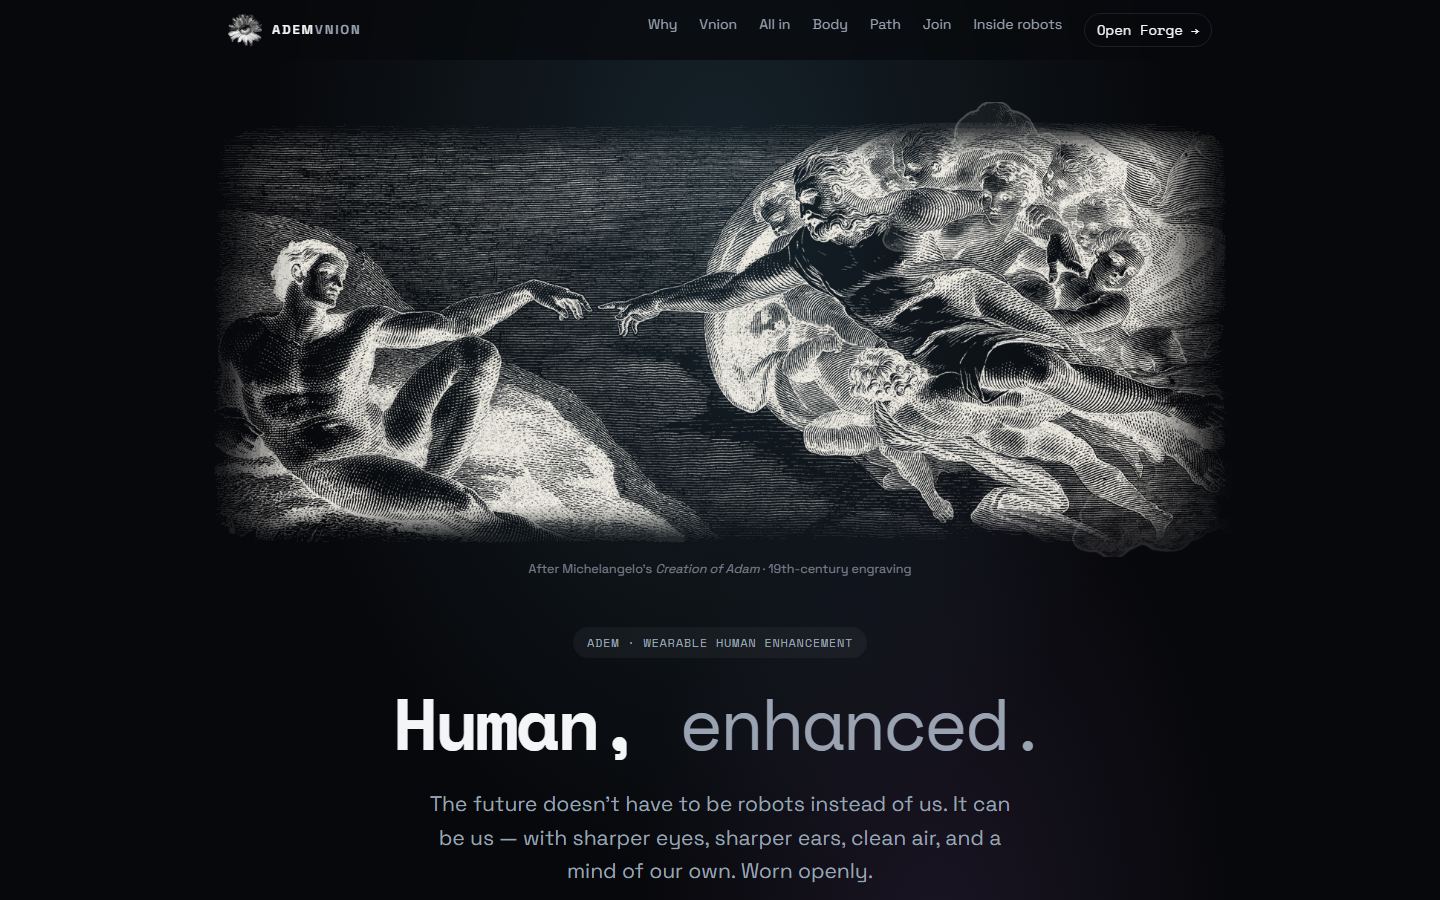 ADEMVNION
Why Vnion All in Body Path Join Inside robots Open Forge →
After Michelangelo's Creation of Adam · 19th-century engraving
ADEM · WEARABLE HUMAN ENHANCEMENT
Human, enhanced.
The future doesn't have to be robots instead of us. It can
be us — with sharper eyes, sharper ears, clean air, and a
mind of our own. Worn openly.